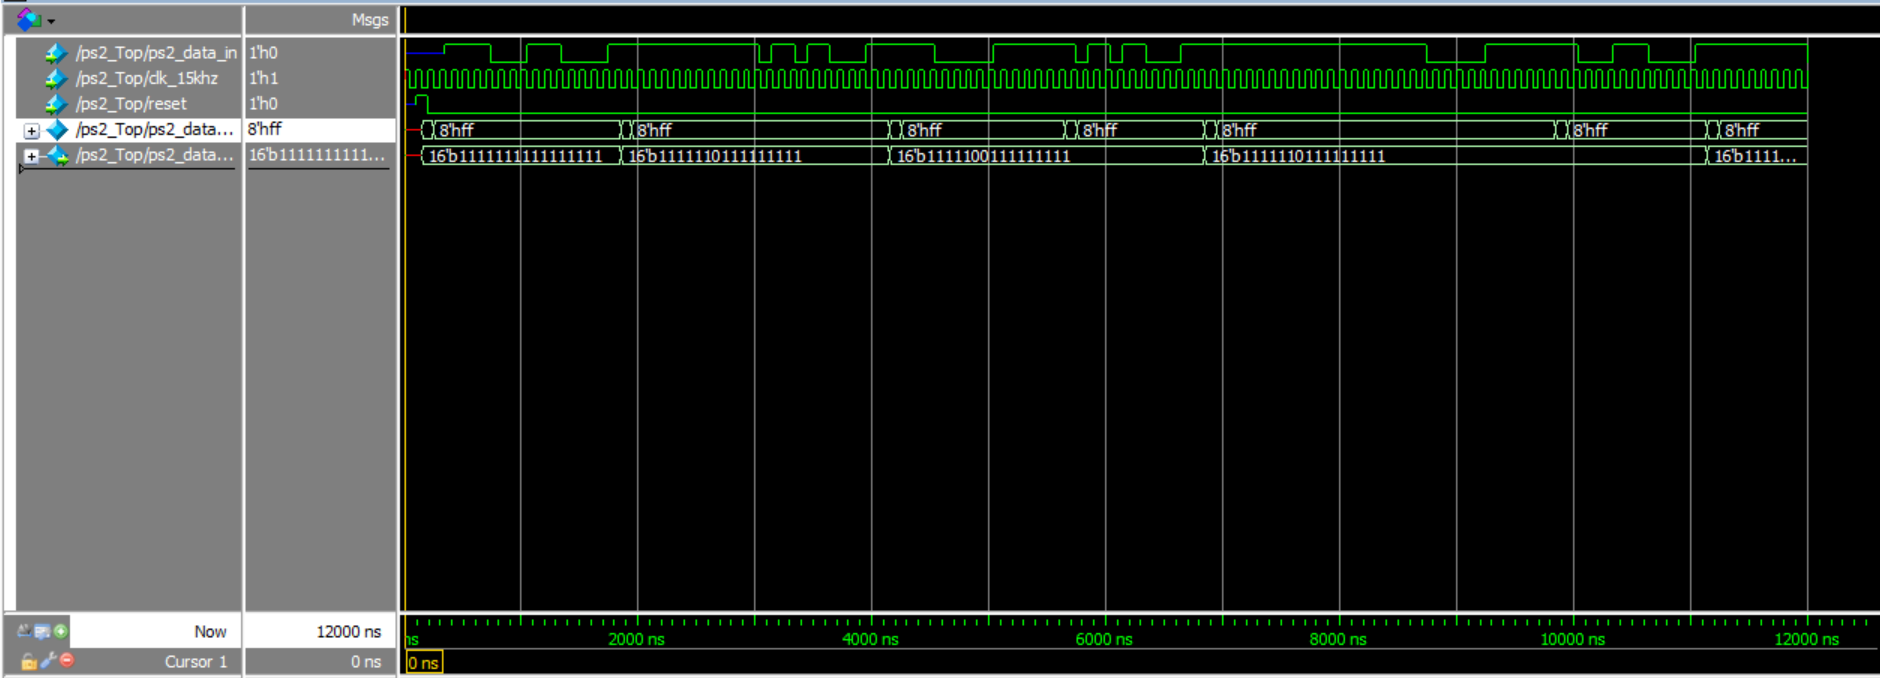 Msgs
/ps2_Top/ps2_data_in 1'h0
/ps2_Top/clk_15khz 1'h1
/ps2_Top/reset 1'h0
/ps2_Top/ps2_data... 8'hff 8'hff 8'hff 8'hff 8'hff 8'hff 8'hff 8'hff
/ps2_Top/ps2_data... 16'b1111111111... 16'b1111111111111111 16'b1111110111111111 16'b1111100111111111 16'b1111110111111111 16'b1111...
Now 12000 ns ns 2000 ns 4000 ns 6000 ns 8000 ns 10000 ns 12000 ns
Cursor 1 0 ns 0 ns